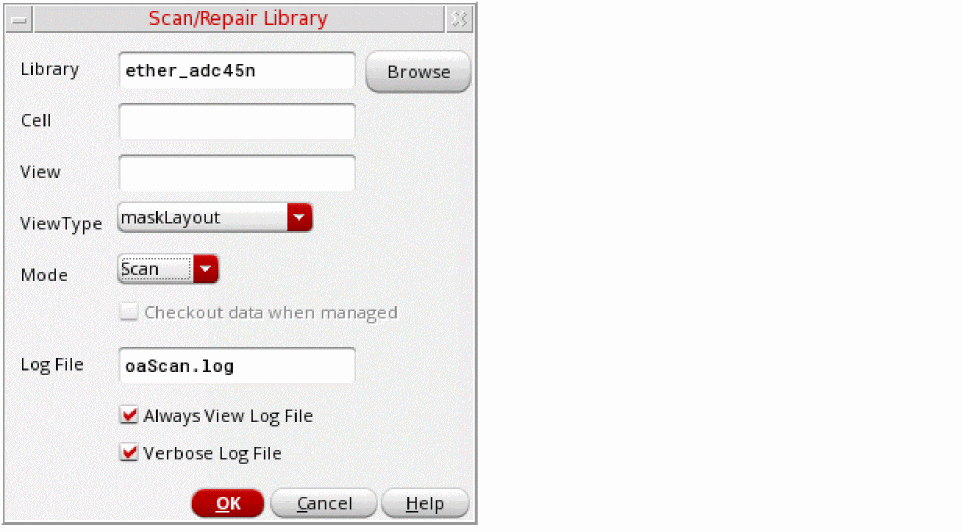 Scan/Repair Library
Library ether_adc45n Browse
Cell
View
ViewType maskLayout
Mode Scan
Checkout data when managed
Log File oaScan.log
Always View Log File
Verbose Log File
OK Cancel Help